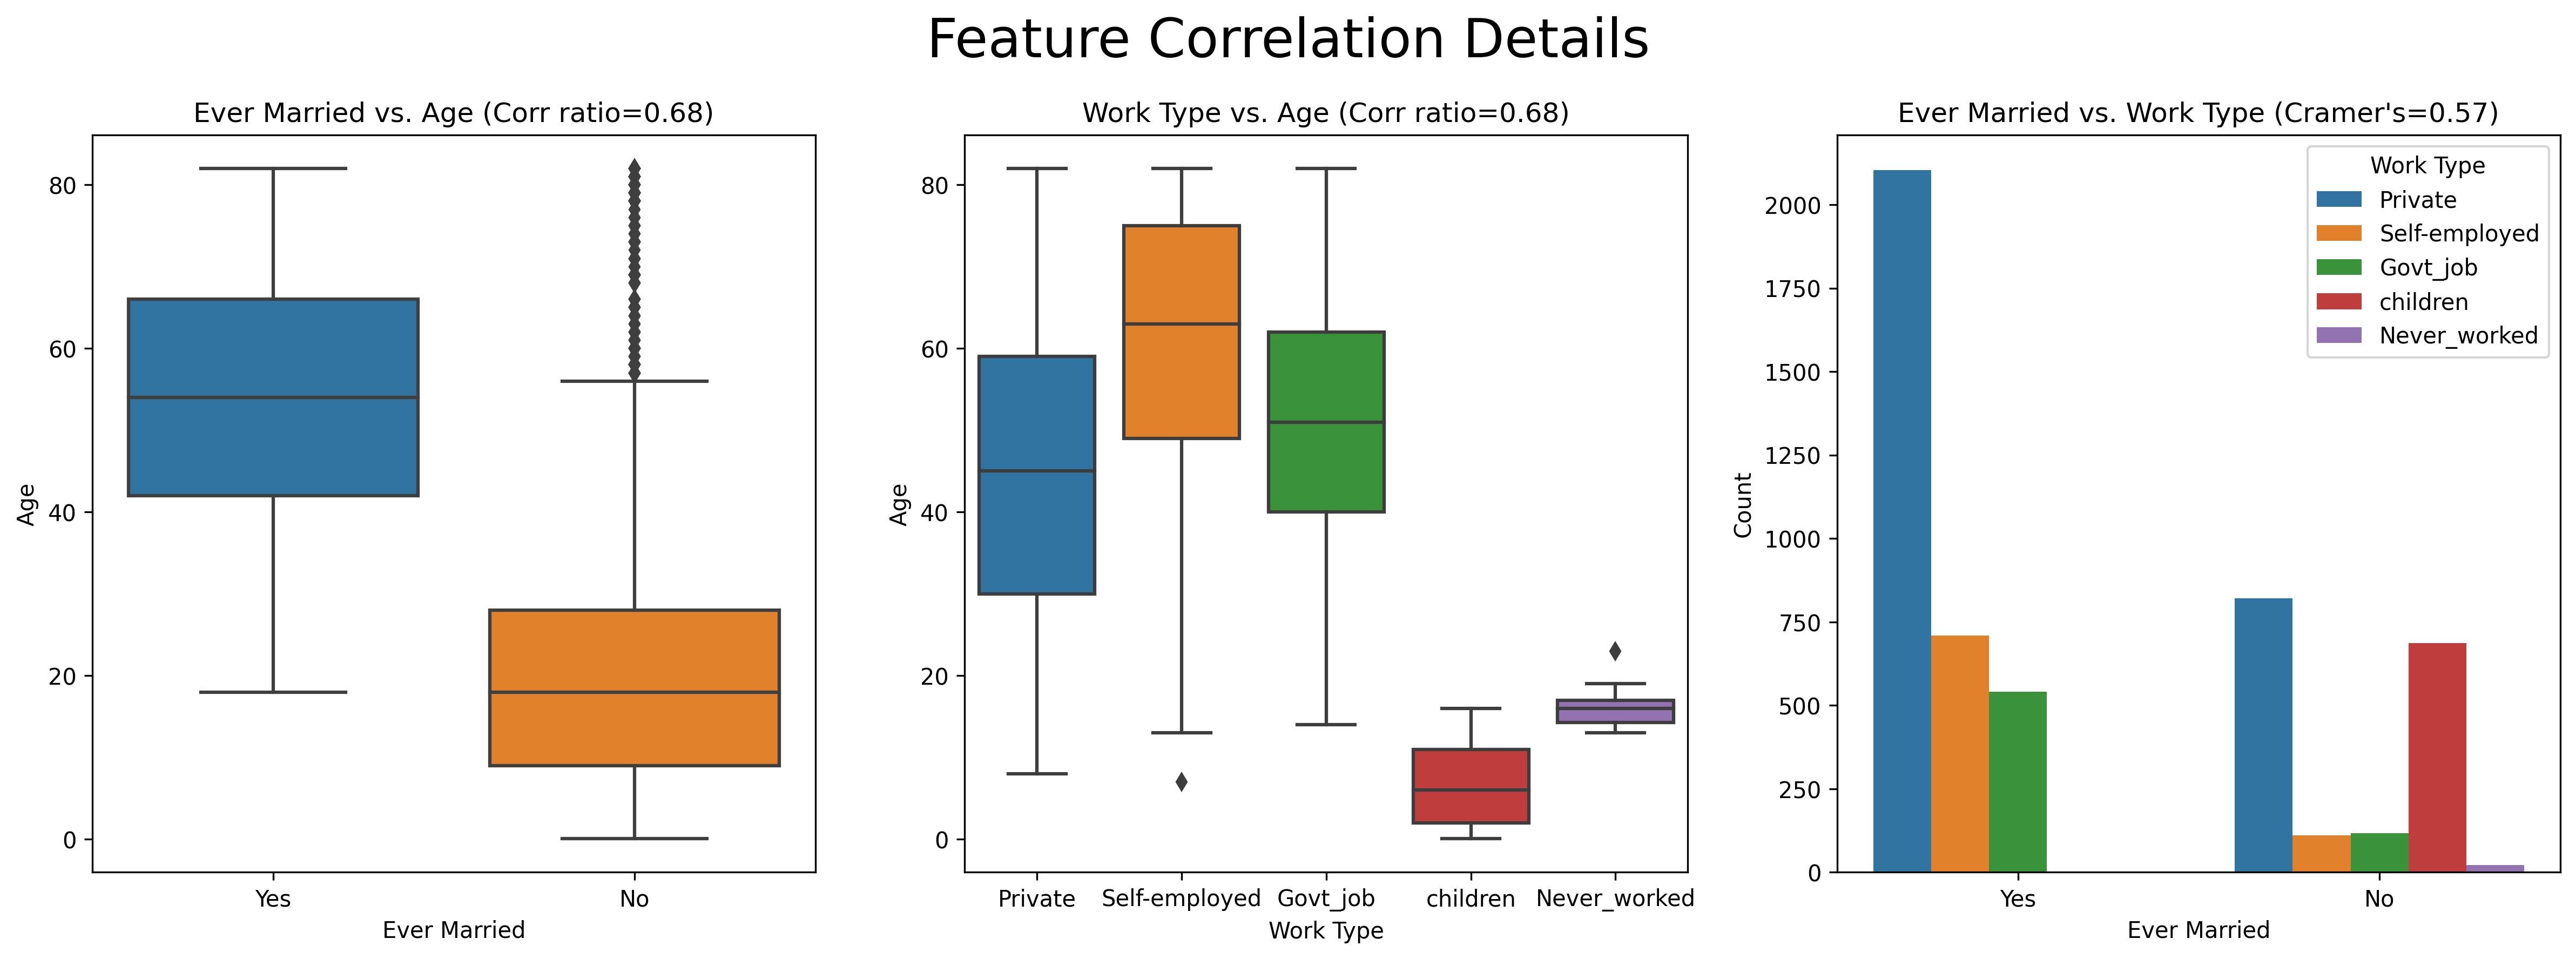 Feature Correlation Details
Ever Married vs. Age (Corr ratio=0.68)
80
60
40
20
0
Age
Yes
No
Ever Married
Work Type vs. Age (Corr ratio=0.68)
80
60
40
20
0
Age
Private
Self-employed
Govt_job
children
Never_worked
Work Type
Ever Married vs. Work Type (Cramer's=0.57)
Work Type
Private
Self-employed
Govt_job
children
Never_worked
2000
1750
1500
1250
1000
750
500
250
0
Count
Yes
No
Ever Married